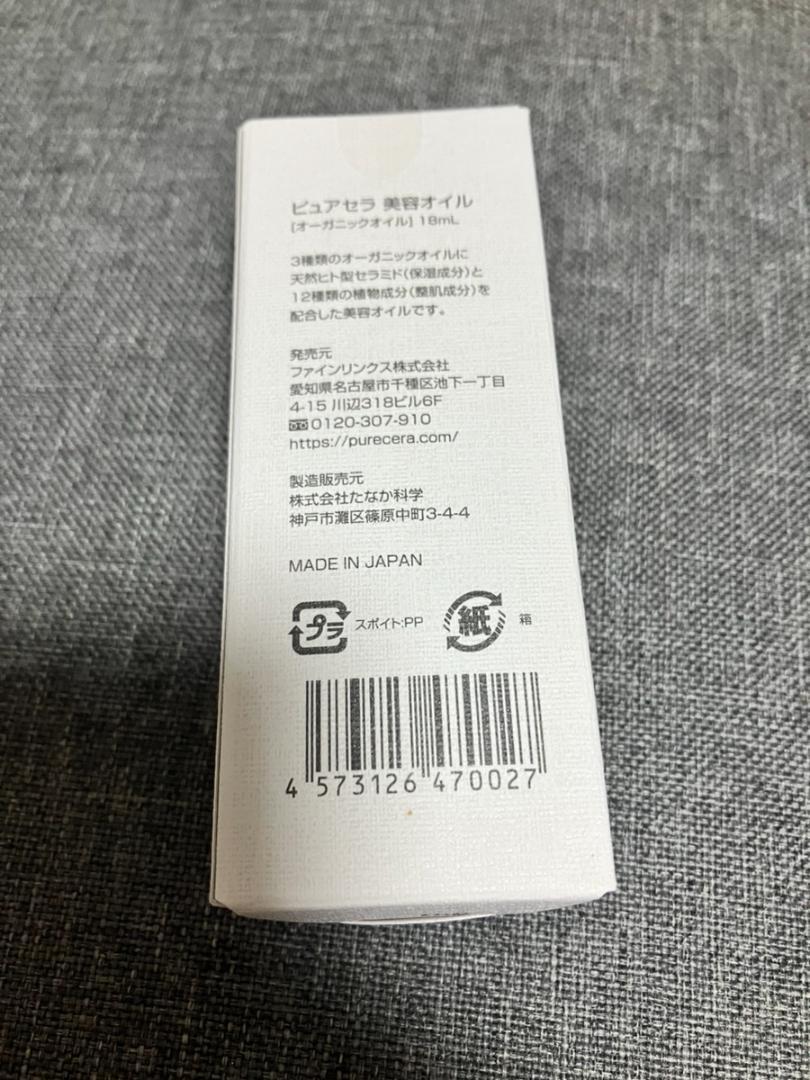 ピュアセラ 美容オイル
[オーガニックオイル] 18mL
3種類のオーガニックオイルに
天然ヒト型セラミド(保湿成分)と
12種類の植物成分(整肌成分)を
配合した美容オイルです。
発売元
ファインリンクス株式会社
愛知県名古屋市千種区池下一丁目
4-15 川辺318ビル6F
0120-307-910
https://purecera.com/
製造販売元
株式会社たなか科学
神戸市灘区篠原中町3-4-4
MADE IN JAPAN
プラ スポイト:PP 紙 箱
4 573126 470027